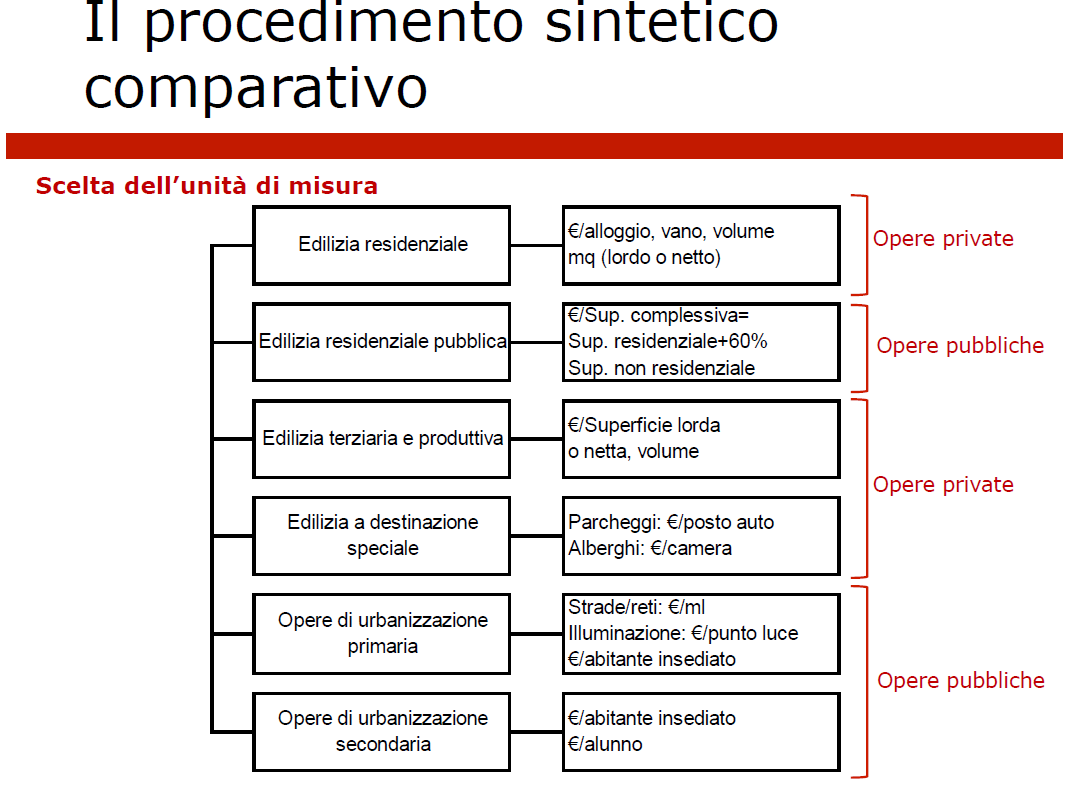 Il procedimento sintetico
comparativo
Scelta dell’unità di misura
Edilizia residenziale
€/alloggio, vano, volume
mq (lordo o netto)
Opere private
Edilizia residenziale pubblica
€/Sup. complessiva=
Sup. residenziale+60%
Sup. non residenziale
Opere pubbliche
Edilizia terziaria e produttiva
€/Superficie lorda
o netta, volume
Opere private
Edilizia a destinazione
speciale
Parcheggi: €/posto auto
Alberghi: €/camera
Opere di urbanizzazione
primaria
Strade/reti: €/ml
Illuminazione: €/punto luce
€/abitante insediato
Opere pubbliche
Opere di urbanizzazione
secondaria
€/abitante insediato
€/alunno